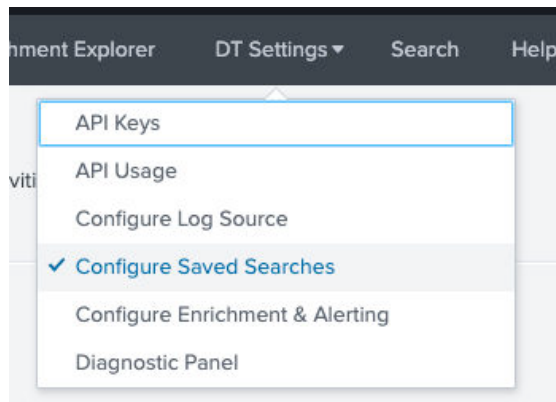 hment Explorer DT Settings ▾ Search Help
API Keys
viti
API Usage
Configure Log Source
✓ Configure Saved Searches
Configure Enrichment & Alerting
Diagnostic Panel